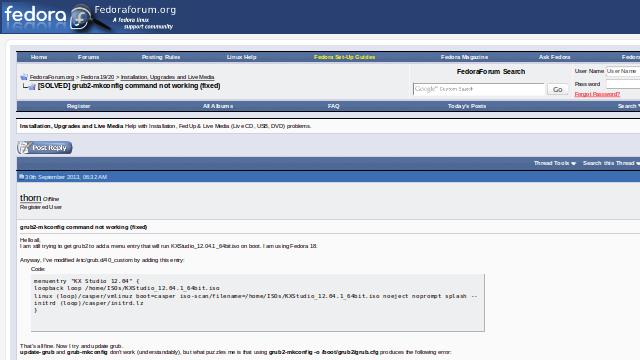 fedora Fedoraforum.org
A fedora linux
support community
Home Forums Posting Rules Linux Help Fedora Set-Up Guides Fedora Magazine Ask Fedora
FedoraForum.org > Fedora 19/20 > Installation, Upgrades and Live Media
[SOLVED] grub2-mkconfig command not working (fixed)
FedoraForum Search
Google Custom Search Go
User Name User Name
Password
Forgot Password?
Register All Albums FAQ Today's Posts Search
Installation, Upgrades and Live Media Help with Installation, FedUp & Live Media (Live CD, USB, DVD) problems.
Post Reply
Thread Tools Search this Thread
30th September 2013, 06:32 AM
thorn Offline
Registered User
grub2-mkconfig command not working (fixed)
Hello all,
I am still trying to get grub2 to add a menu entry that will run KXStudio_12.04.1_64bit.iso on boot. I am using Fedora 18.
Anyway, I've modified /etc/grub.d/40_custom by adding this entry:
Code:
menuentry "KX Studio 12.04" {
loopback loop /home/ISOs/KXStudio_12.04.1_64bit.iso
linux (loop)/casper/vmlinuz boot=casper iso-scan/filename=/home/ISOs/KXStudio_12.04.1_64bit.iso noeject noprompt splash --
initrd (loop)/casper/initrd.lz
}
That's all fine. Now I try and update grub.
update-grub and grub-mkconfig don't work (understandably), but what puzzles me is that using grub2-mkconfig -o /boot/grub2/grub.cfg produces the following error: